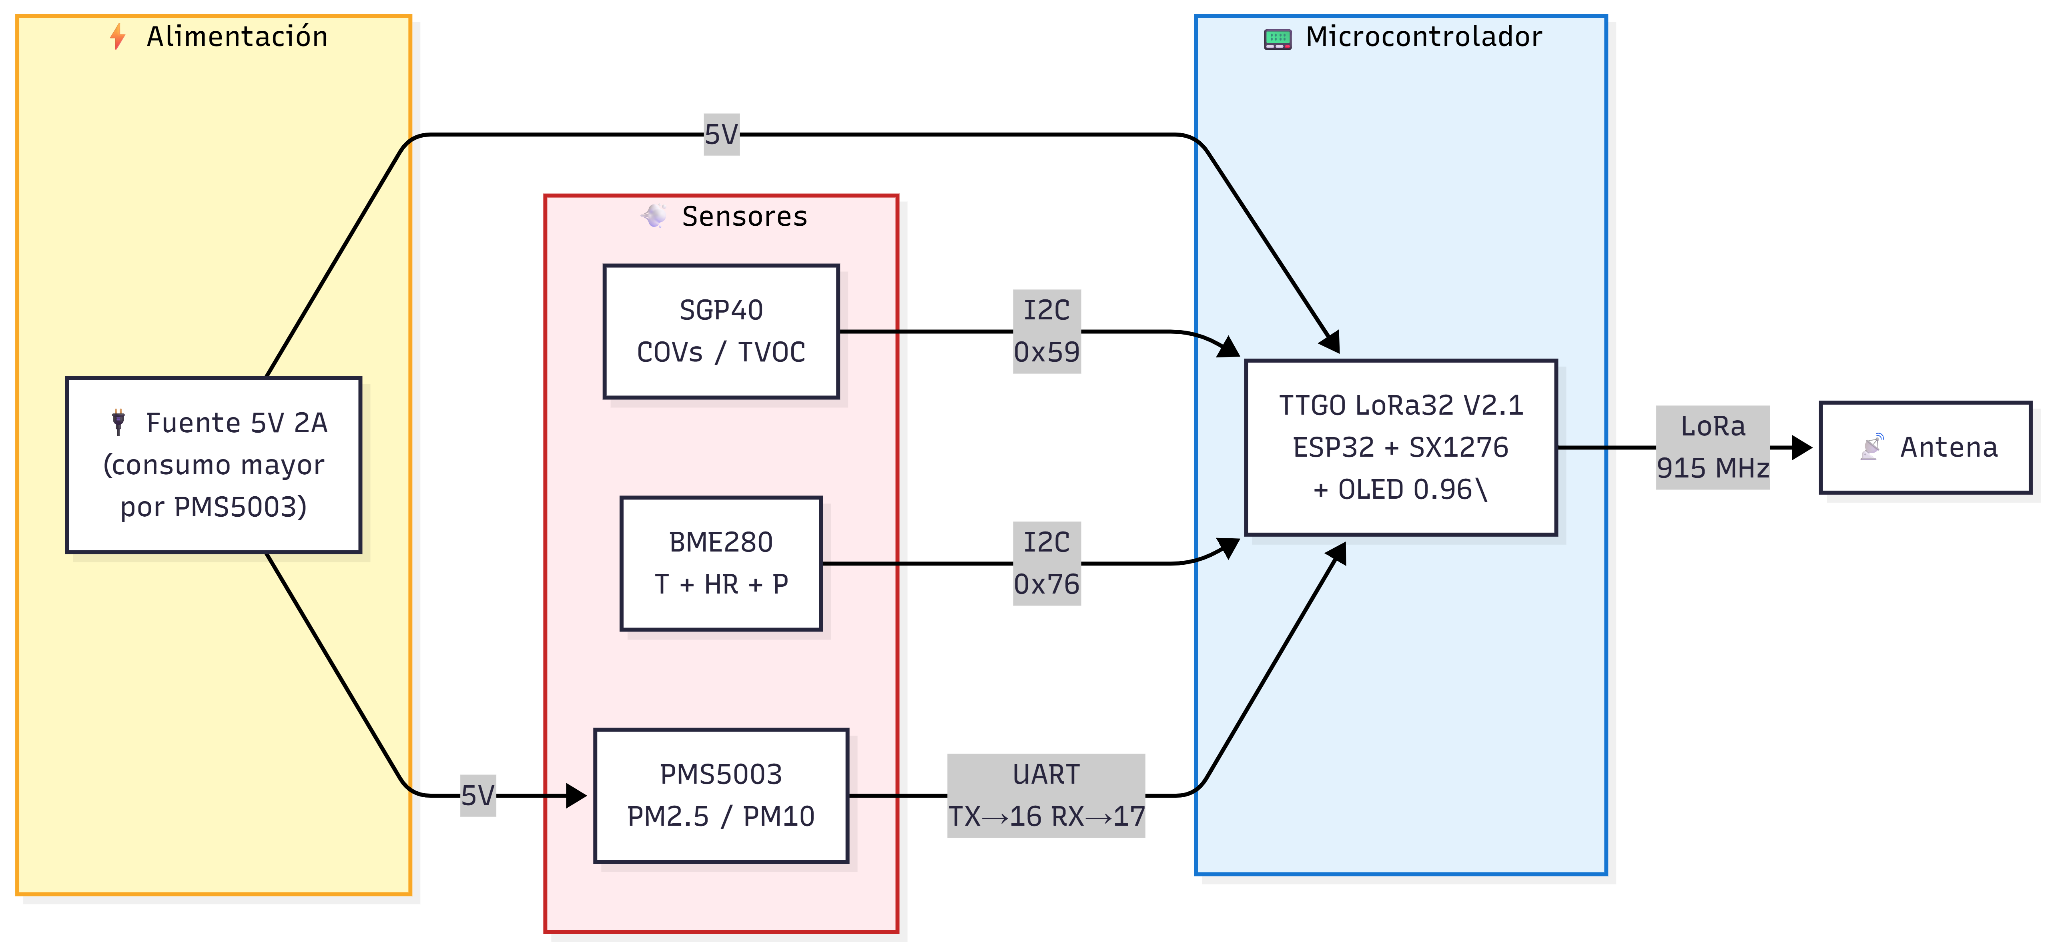 Alimentación
Microcontrolador
5V
Sensores
SGP40
COVs / TVOC
I2C
0x59
Fuente 5V 2A
(consumo mayor
por PMS5003)
TTGO LoRa32 V2.1
ESP32 + SX1276
+ OLED 0.96\
LoRa
915 MHz
Antena
BME280
T + HR + P
I2C
0x76
5V
PMS5003
PM2.5 / PM10
UART
TX→16 RX→17